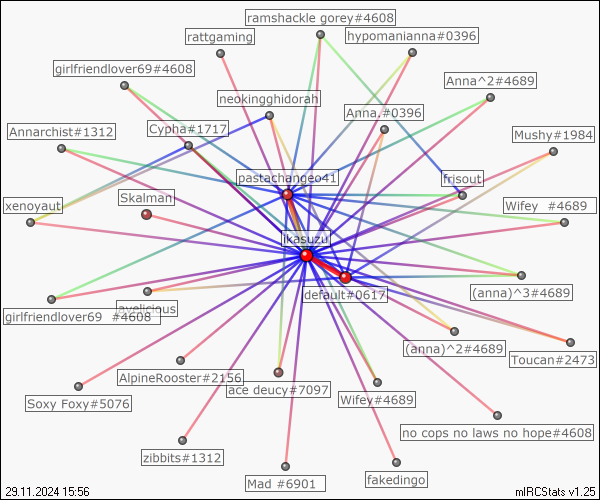 ramshackle gorey#4608
rattgaming
hypomanianna#0396
girlfriendlover69#4608
Anna^2#4689
neokingghidorah
Anna,#0396
Annarchist#1312
Cypha#1717
Mushy#1984
pastachangeo41
frisout
xenoyaut
Skalman
Wifey #4689
ikasuzu
default#0617
(anna)^3#4689
girlfriendlover69 #4608
(anna)^2#4689
Toucan#2473
AlpineRooster#2156
ace deucy#7097
Wifey#4689
Soxy Foxy#5076
no cops no laws no hope#4608
zibbits#1312
Mad #6901
fakedingo
29.11.2024 15:56
mIRCStats v1.25